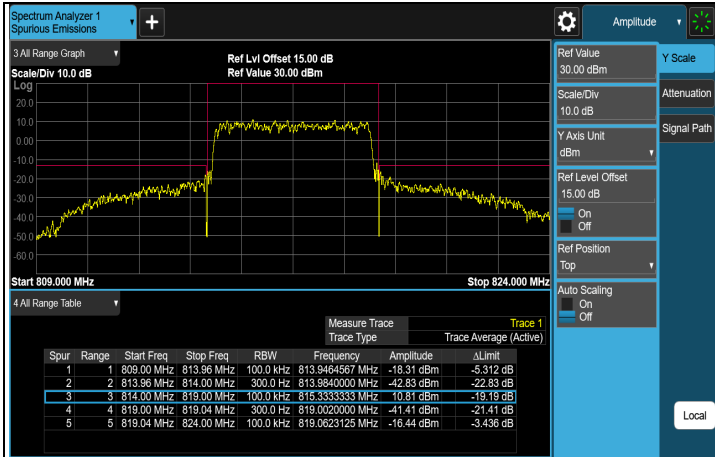 Spectrum Analyzer 1
Spurious Emissions
+
Amplitude
3 All Range Graph
Ref Lvl Offset 15.00 dB
Scale/Div 10.0 dB
Ref Value 30.00 dBm
Log
20.0
10.0
0.00
-10.0
-20.0
-30.0
-40.0
-50.0
-60.0
Start 809.000 MHz
Stop 824.000 MHz
4 All Range Table
Measure Trace Trace 1
Trace Type Trace Average (Active)
Spur Range Start Freq Stop Freq RBW Frequency Amplitude ΔLimit
1 1 809.00 MHz 813.96 MHz 100.0 kHz 813.9464567 MHz -18.31 dBm -5.312 dB
2 2 813.96 MHz 814.00 MHz 300.0 Hz 813.9840000 MHz -42.83 dBm -22.83 dB
3 3 814.00 MHz 819.00 MHz 100.0 kHz 815.3333333 MHz 10.81 dBm -19.19 dB
4 4 819.00 MHz 819.04 MHz 300.0 Hz 819.0020000 MHz -41.41 dBm -21.41 dB
5 5 819.04 MHz 824.00 MHz 100.0 kHz 819.0623125 MHz -16.44 dBm -3.436 dB
Ref Value
30.00 dBm
Scale/Div
10.0 dB
Y Axis Unit
dBm
Ref Level Offset
15.00 dB
On
Off
Ref Position
Top
Auto Scaling
On
Off
Y Scale
Attenuation
Signal Path
Local